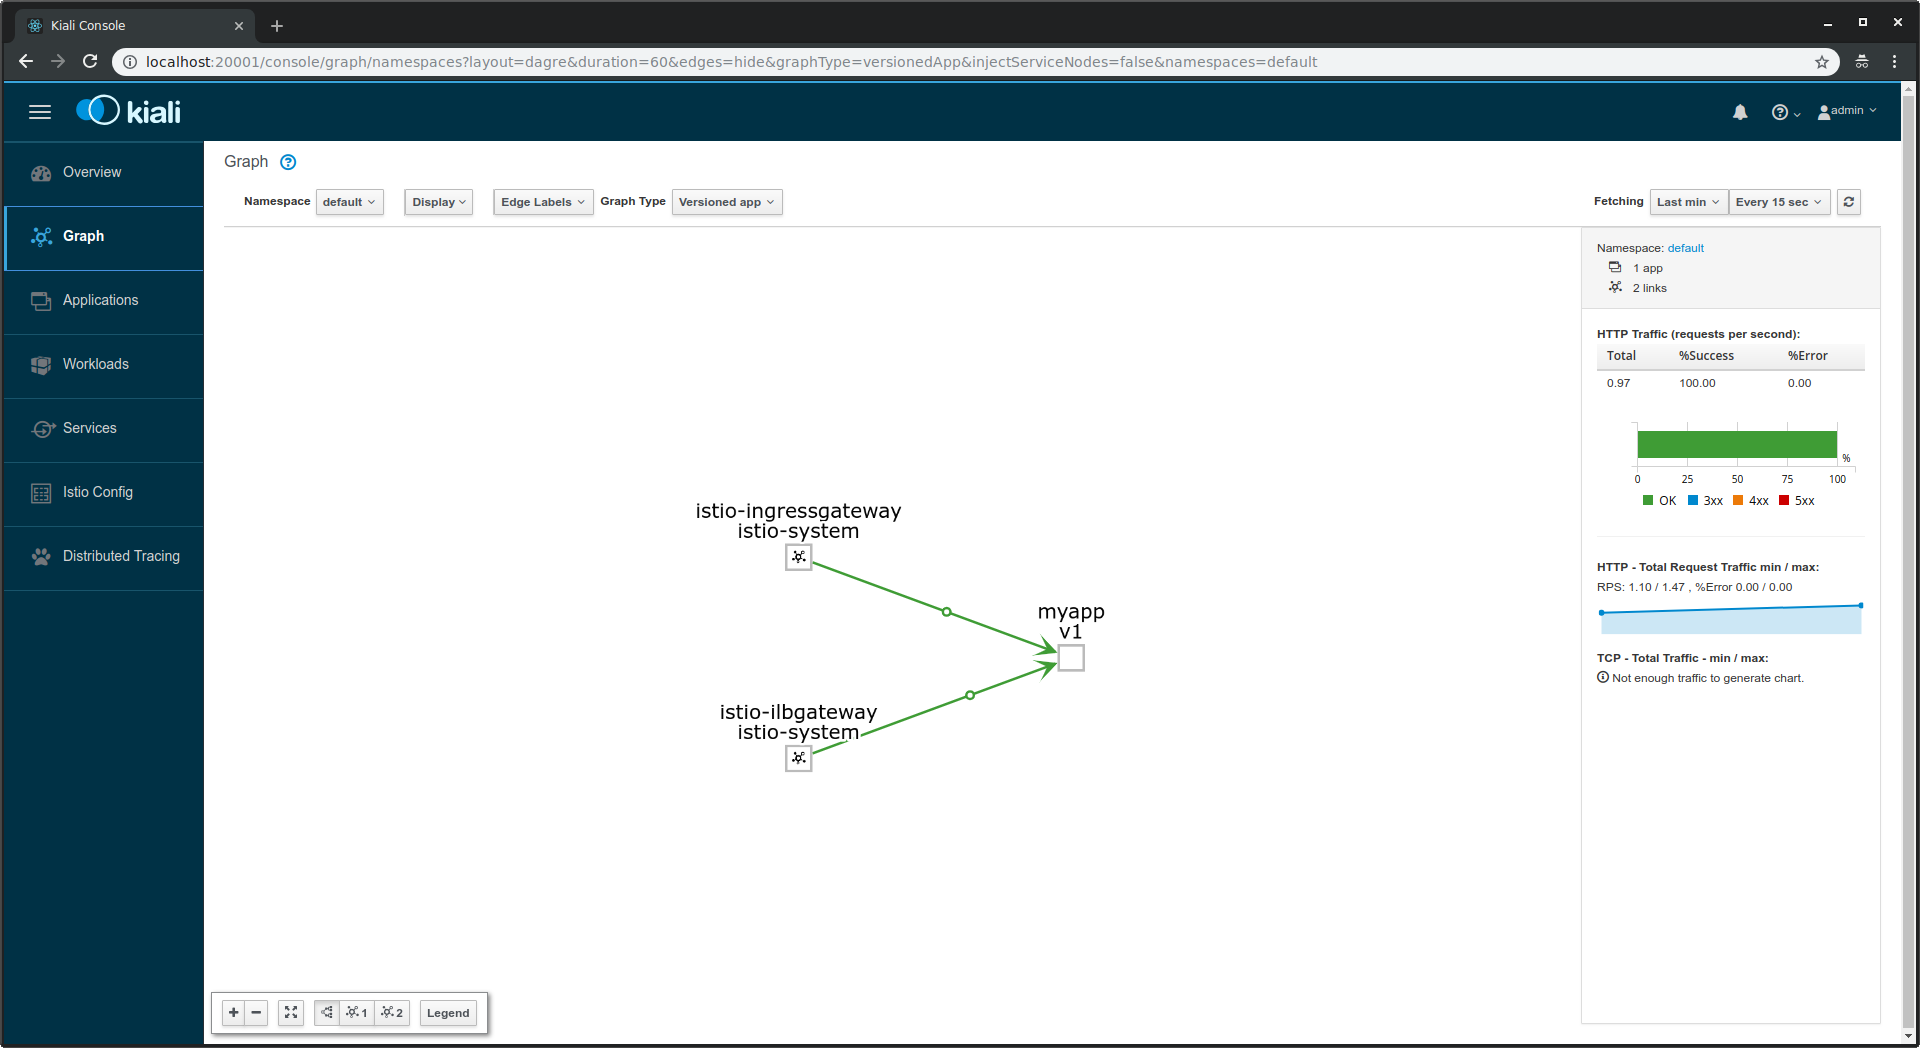 Kiali Console
localhost:20001/console/graph/namespaces?layout=dagre&duration=60&edges=hide&graphType=versionedApp&injectServiceNodes=false&namespaces=default
kiali
admin
Overview
Graph
Applications
Workloads
Services
Istio Config
Distributed Tracing
Graph
Namespace default Display Edge Labels Graph Type Versioned app Fetching Last min Every 15 sec
Namespace: default
1 app
2 links
HTTP Traffic (requests per second):
Total %Success %Error
0.97 100.00 0.00
%
0 25 50 75 100
OK 3xx 4xx 5xx
HTTP - Total Request Traffic min / max:
RPS: 1.10 / 1.47 , %Error 0.00 / 0.00
TCP - Total Traffic - min / max:
Not enough traffic to generate chart.
istio-ingressgateway
istio-system
myapp
v1
istio-ilbgateway
istio-system
1 2 Legend